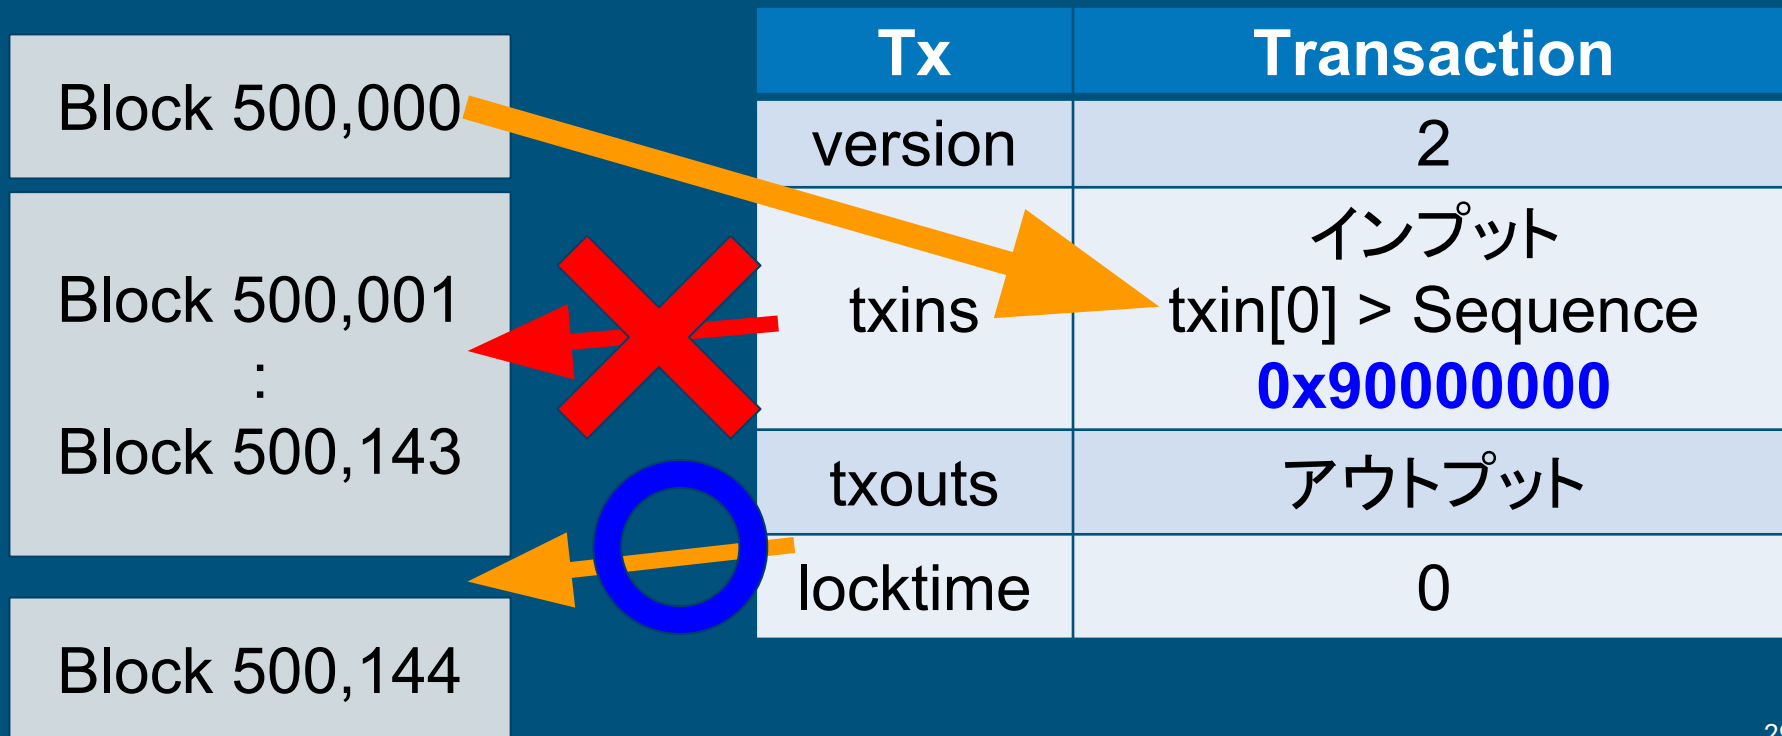 Block 500,000
Block 500,001
:
Block 500,143
Block 500,144
Tx Transaction
version 2
txins インプット
txin[0] > Sequence
0x90000000
txouts アウトプット
locktime 0